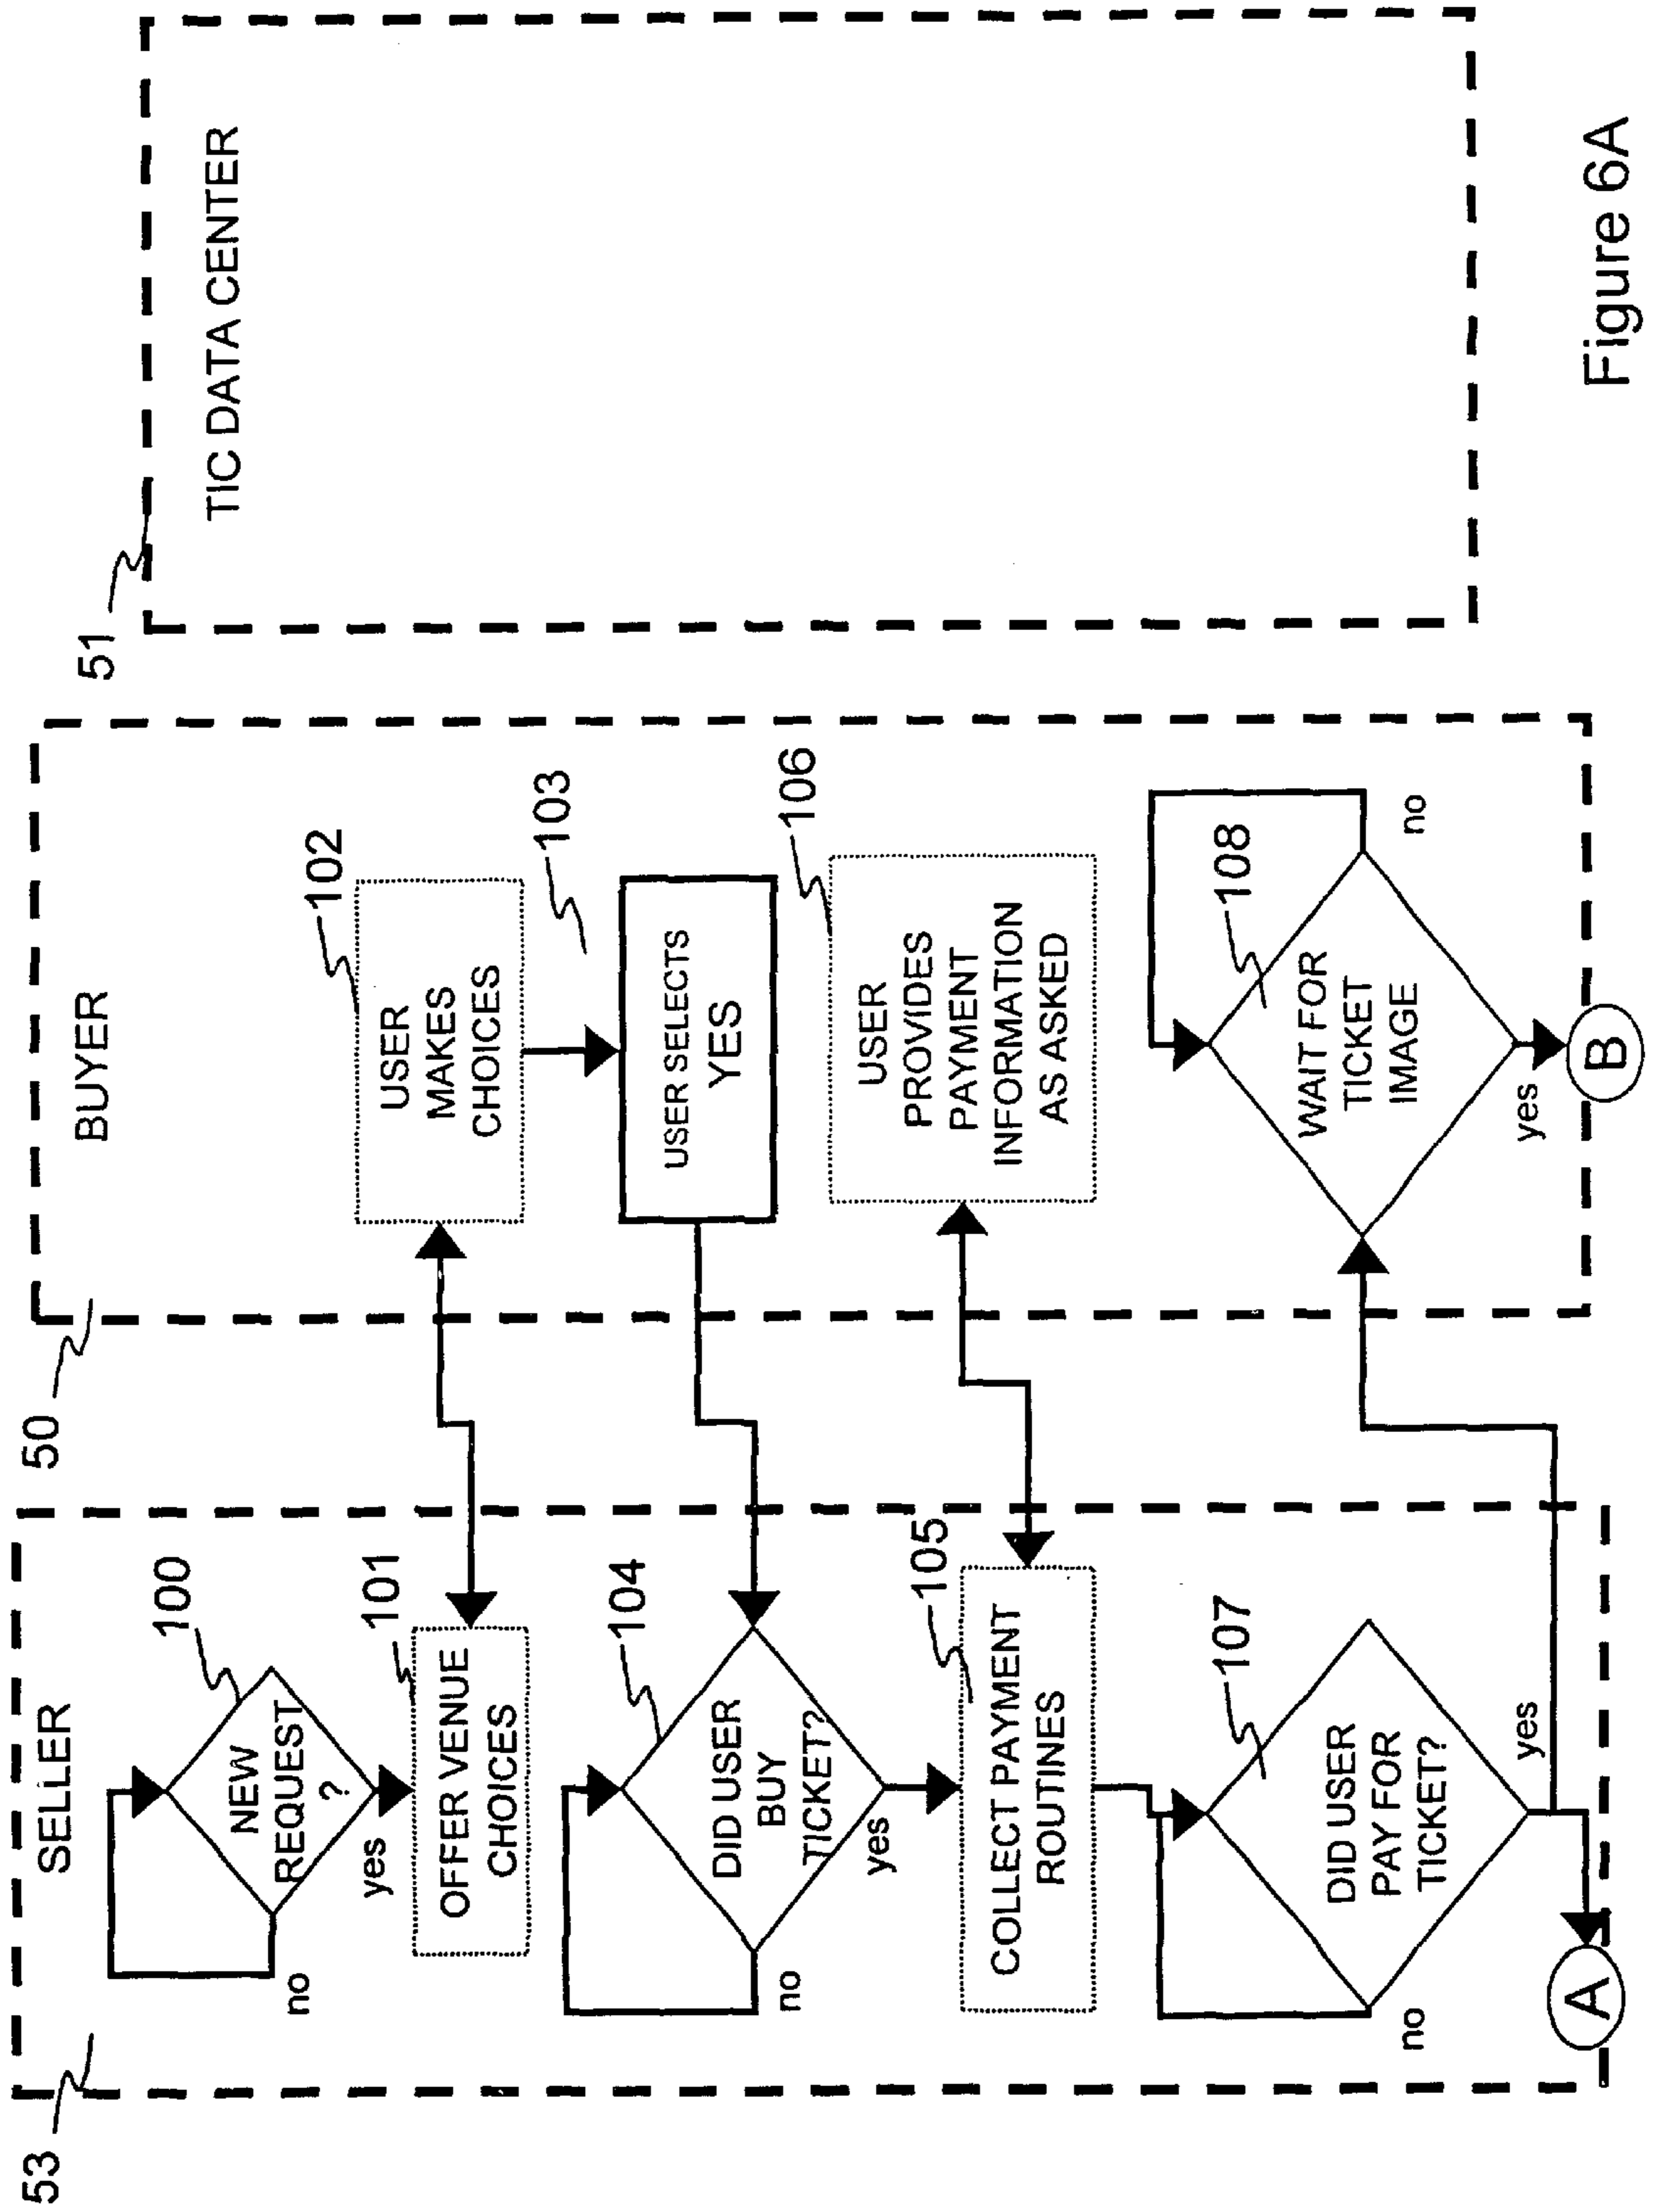 53
SELLER
100
NEW
REQUEST
?
no
yes
101
OFFER VENUE
CHOICES
104
DID USER
BUY
TICKET?
no
yes
105
COLLECT PAYMENT
ROUTINES
107
DID USER
PAY FOR
TICKET?
no
yes
A
50
BUYER
102
USER
MAKES
CHOICES
103
USER SELECTS
YES
106
USER
PROVIDES
PAYMENT
INFORMATION
AS ASKED
108
WAIT FOR
TICKET
IMAGE
no
yes
B
51
TIC DATA CENTER
Figure 6A